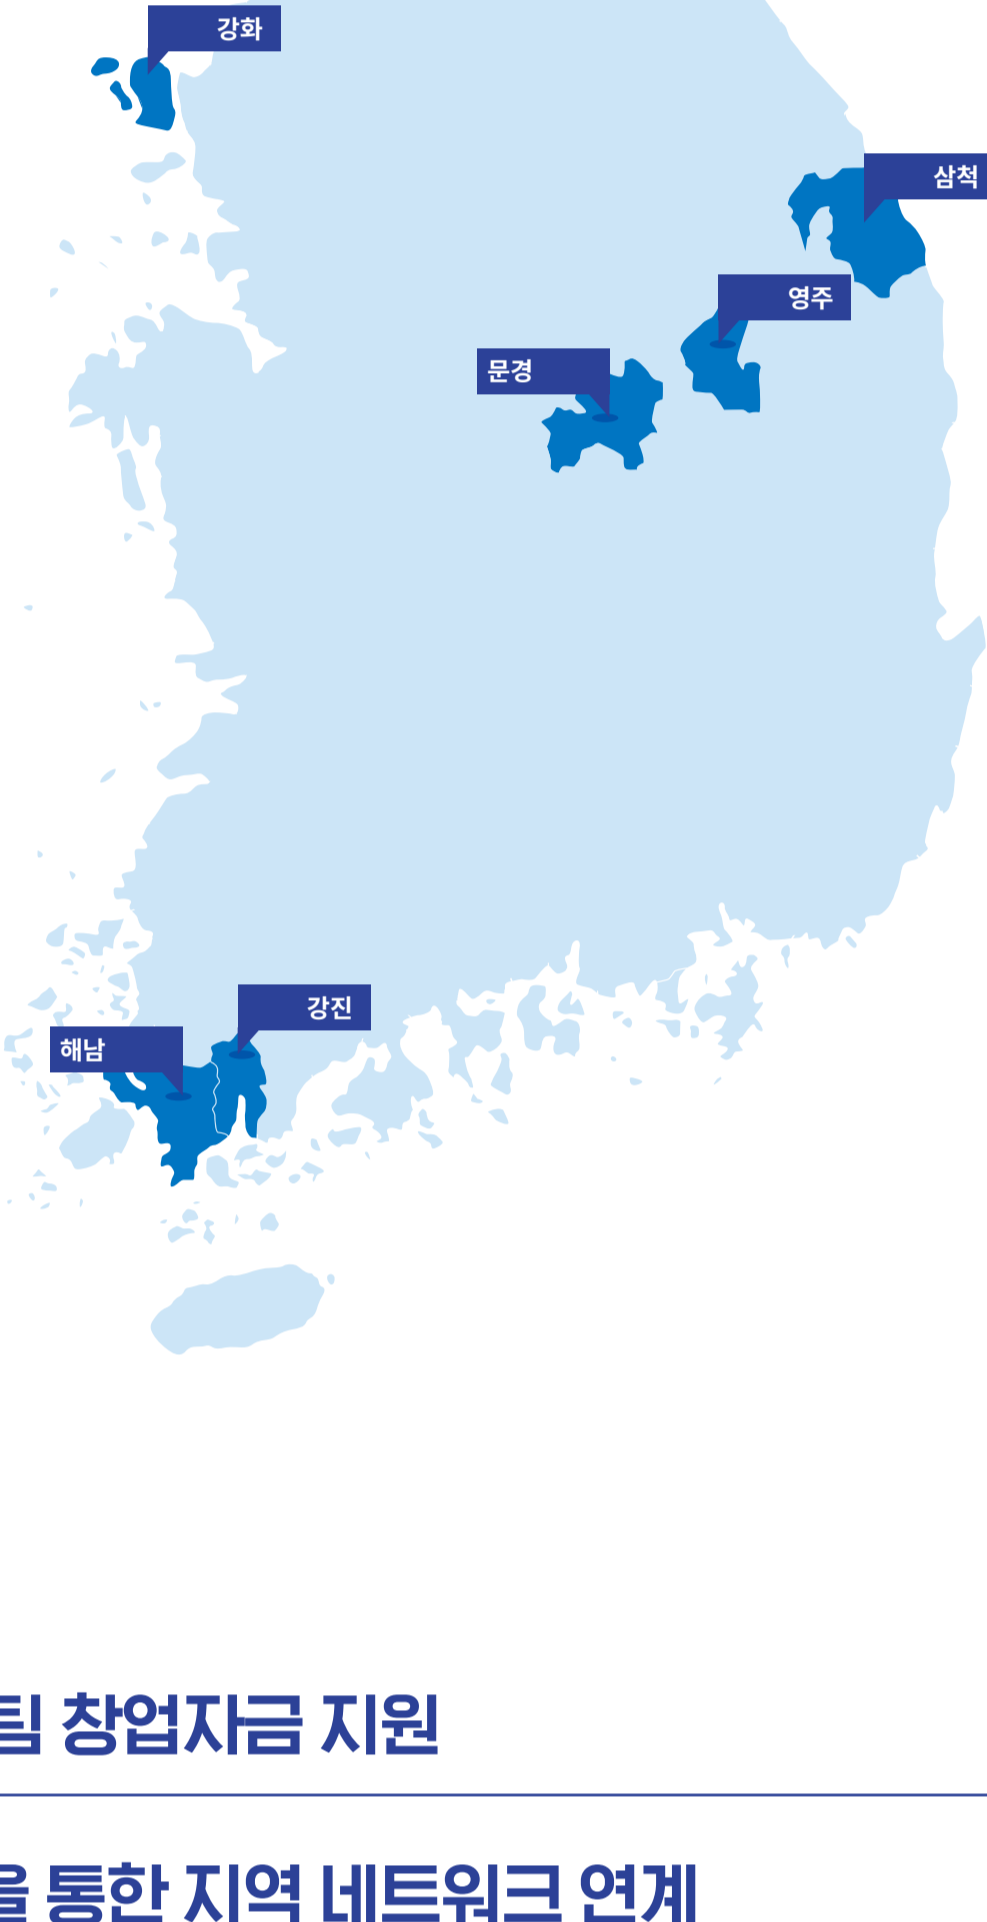 강화
삼척
영주
문경
강진
해남
팀 창업자금 지원
을 통한 지역 네트워크 연계